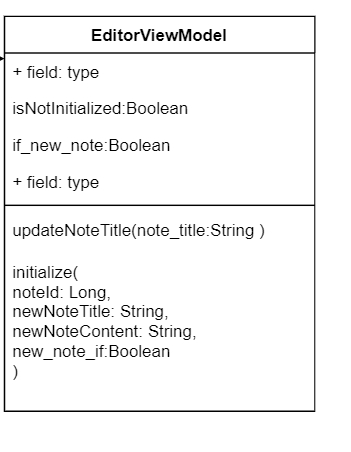 EditorViewModel
+ field: type
isNotInitialized:Boolean
if_new_note:Boolean
+ field: type
updateNoteTitle(note_title:String )
initialize(
noteId: Long,
newNoteTitle: String,
newNoteContent: String,
new_note_if:Boolean
)